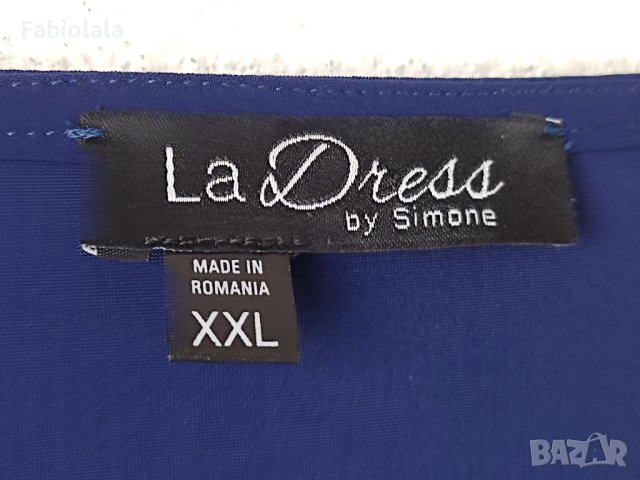 Fabiolala
La Dress
by Simone
MADE IN
ROMANIA
XXL
BAZAR